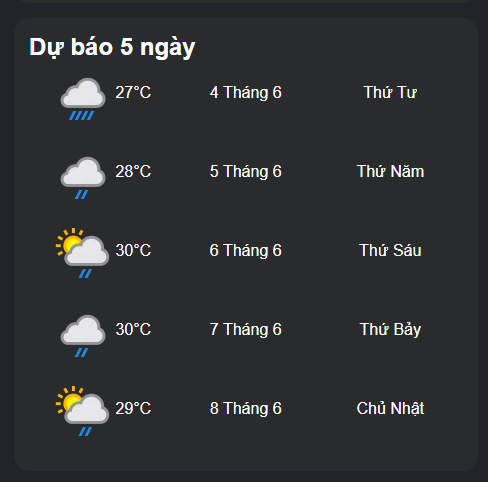 Dự báo 5 ngày
27°C 4 Tháng 6 Thứ Tư
28°C 5 Tháng 6 Thứ Năm
30°C 6 Tháng 6 Thứ Sáu
30°C 7 Tháng 6 Thứ Bảy
29°C 8 Tháng 6 Chủ Nhật